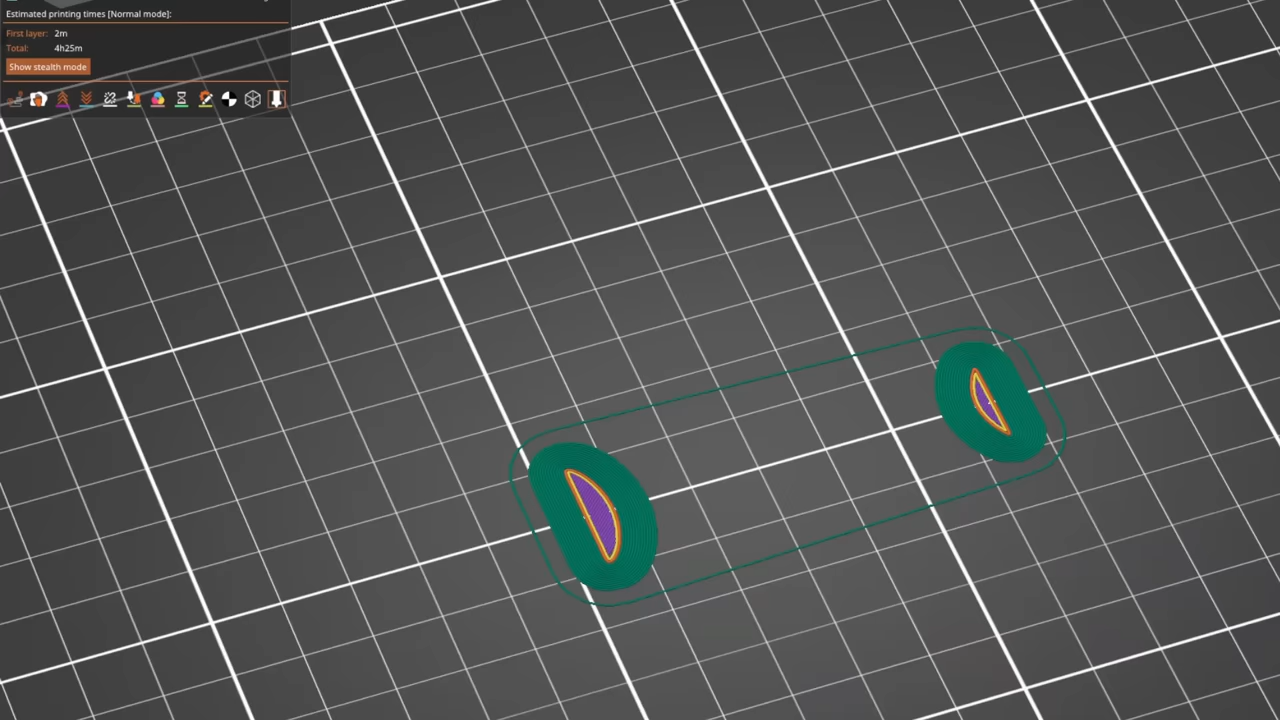 Estimated printing times [Normal mode]:
First layer: 2m
Total: 4h25m
Show stealth mode